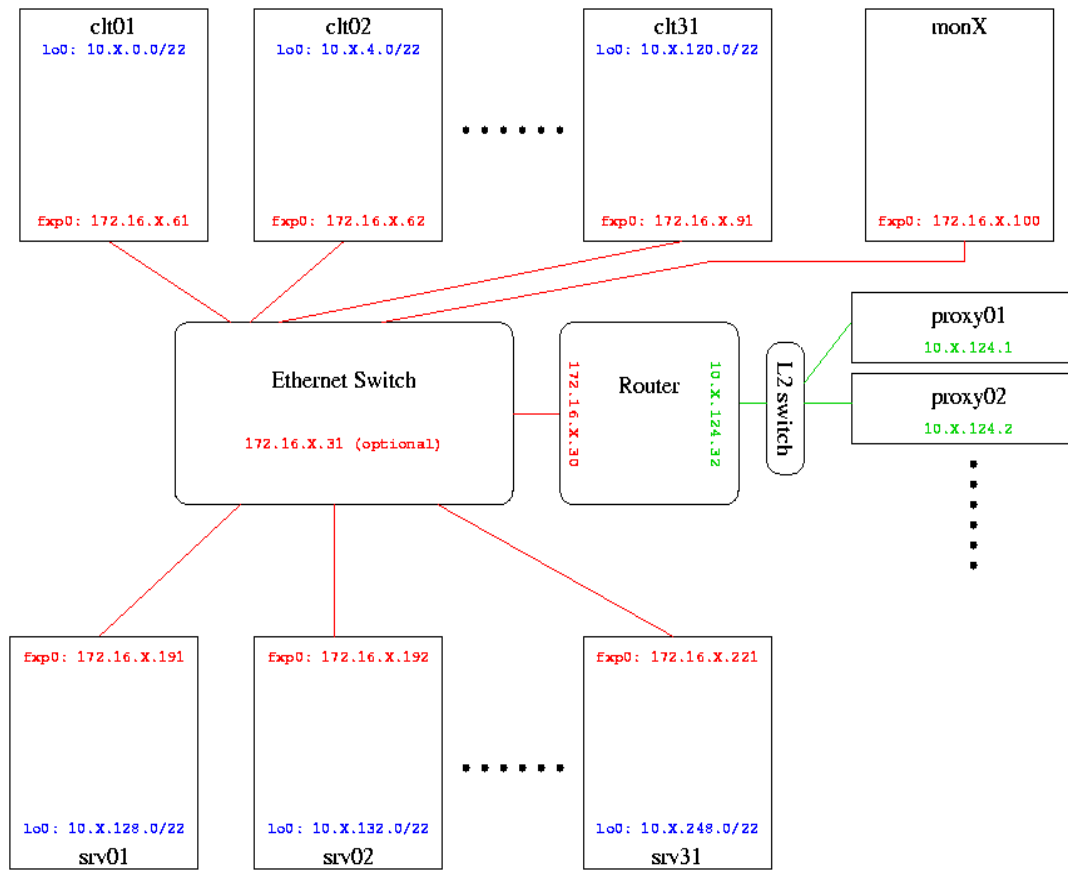 clt01
lo0: 10.X.0.0/22
fxp0: 172.16.X.61
clt02
lo0: 10.X.4.0/22
fxp0: 172.16.X.62
clt31
lo0: 10.X.120.0/22
fxp0: 172.16.X.91
monX
fxp0: 172.16.X.100
Ethernet Switch
172.16.X.31 (optional)
172.16.X.30
Router
10.X.124.32
L2 switch
proxy01
10.X.124.1
proxy02
10.X.124.2
fxp0: 172.16.X.191
lo0: 10.X.128.0/22
srv01
fxp0: 172.16.X.192
lo0: 10.X.132.0/22
srv02
fxp0: 172.16.X.221
lo0: 10.X.248.0/22
srv31